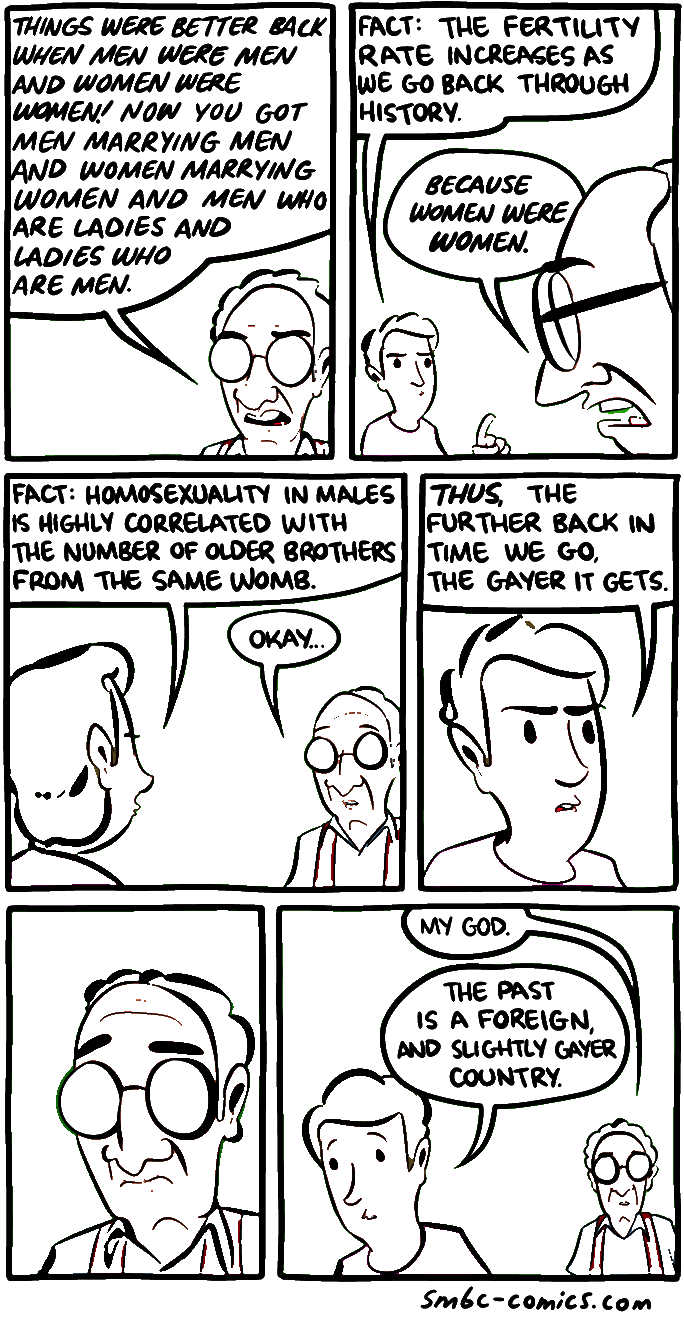 THINGS WERE BETTER BACK
WHEN MEN WERE MEN
AND WOMEN WERE
WOMEN! NOW YOU GOT
MEN MARRYING MEN
AND WOMEN MARRYING
WOMEN AND MEN WHO
ARE LADIES AND
LADIES WHO
ARE MEN.
FACT: THE FERTILITY
RATE INCREASES AS
WE GO BACK THROUGH
HISTORY.
BECAUSE
WOMEN WERE
WOMEN.
FACT: HOMOSEXUALITY IN MALES
IS HIGHLY CORRELATED WITH
THE NUMBER OF OLDER BROTHERS
FROM THE SAME WOMB.
OKAY...
THUS, THE
FURTHER BACK IN
TIME WE GO,
THE GAYER IT GETS.
MY GOD.
THE PAST
IS A FOREIGN,
AND SLIGHTLY GAYER
COUNTRY.
smbc-comics.com